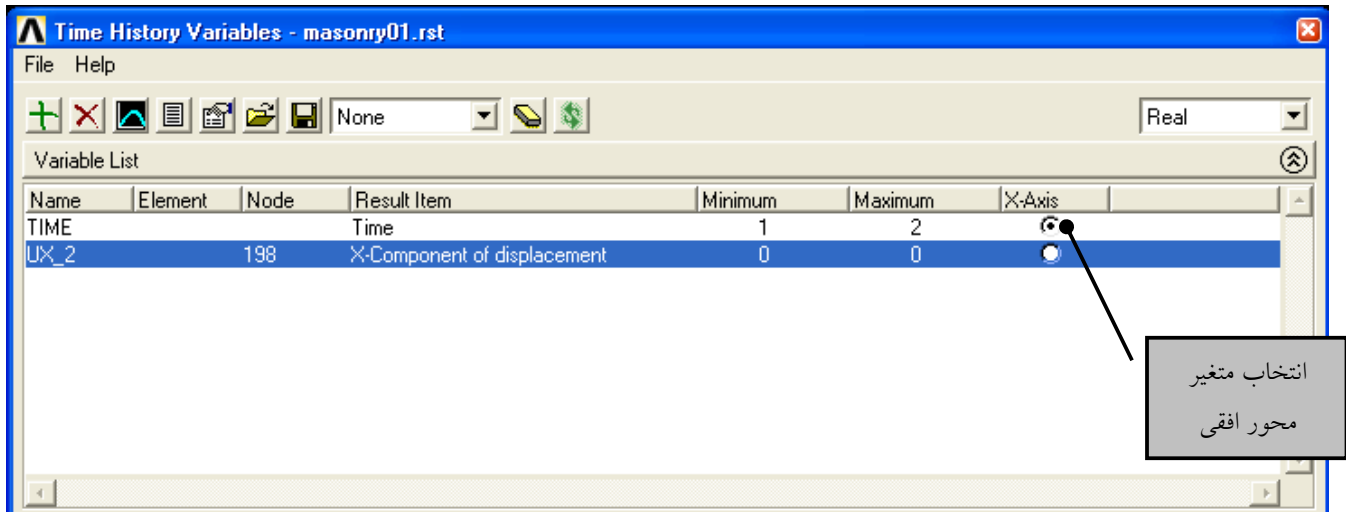 Time History Variables - masonry01.rst
File Help
None Real
Variable List
Name Element Node Result Item Minimum Maximum X-Axis
TIME Time 1 2
UX_2 198 X-Component of displacement 0 0
انتخاب متغیر
محور افقی